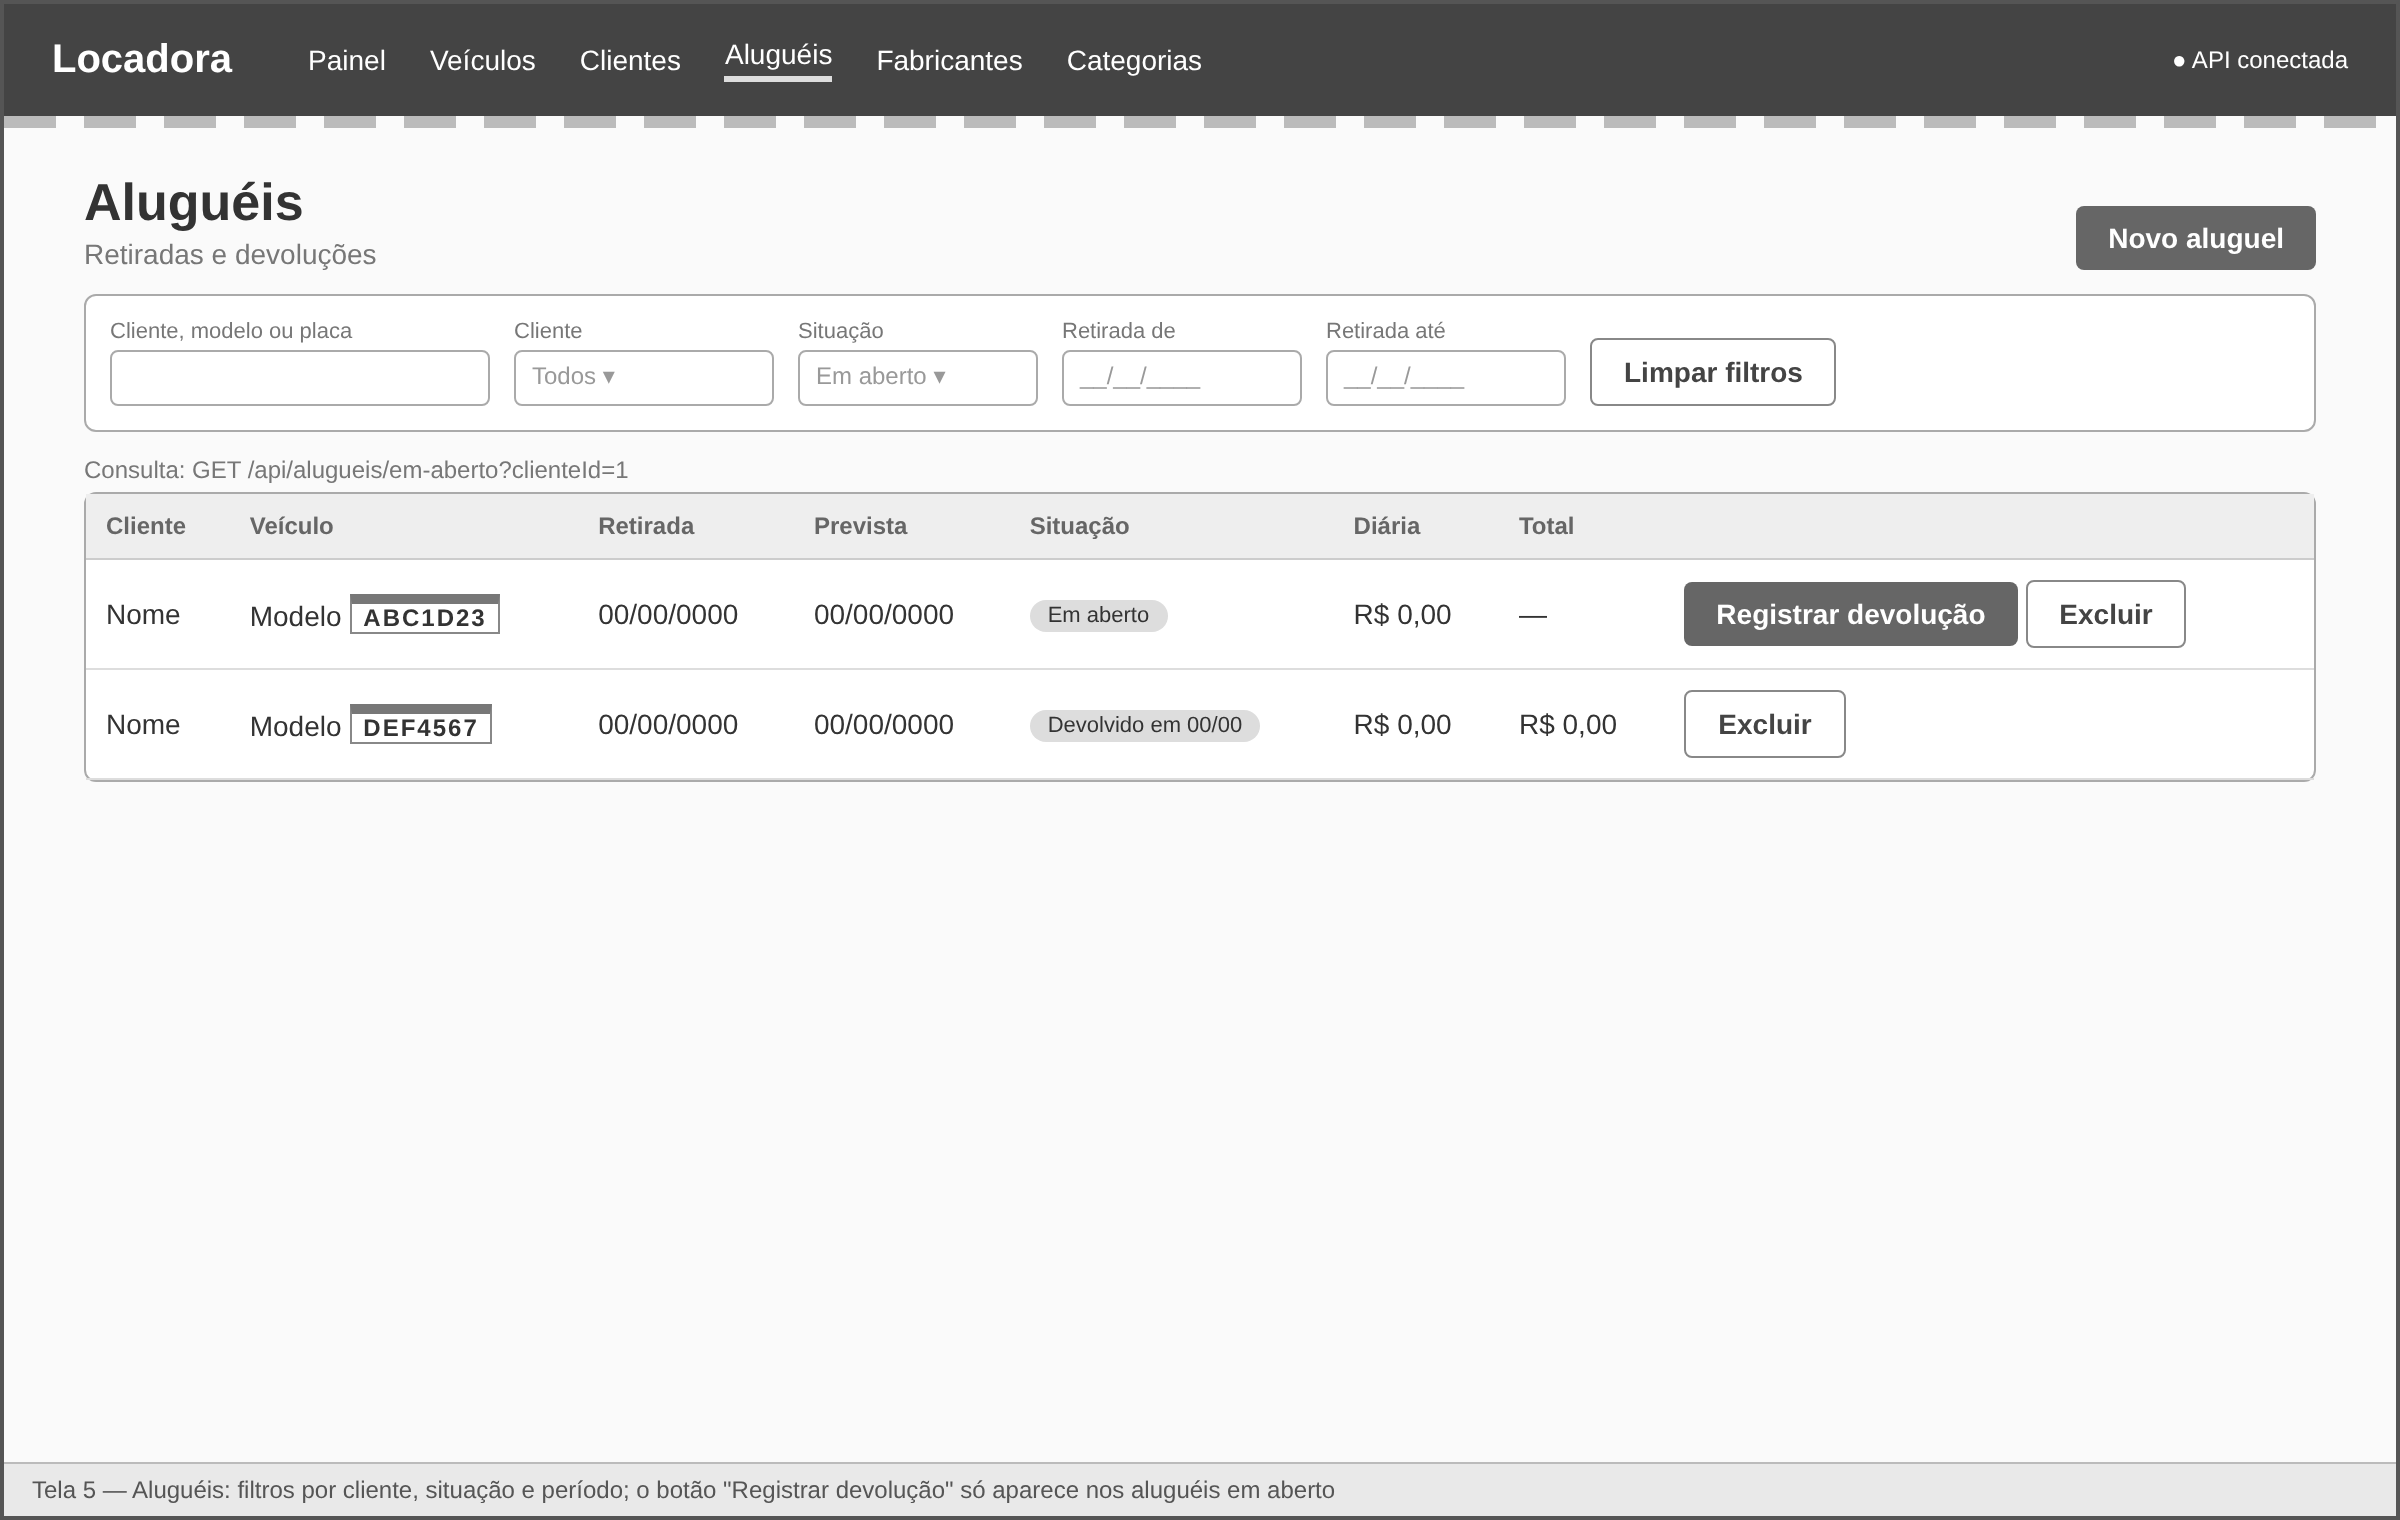 Locadora Painel Veículos Clientes Aluguéis Fabricantes Categorias ● API conectada
Aluguéis
Retiradas e devoluções
Novo aluguel
Cliente, modelo ou placa Cliente Situação Retirada de Retirada até
Todos ▾ Em aberto ▾ __/__/____ __/__/____ Limpar filtros
Consulta: GET /api/alugueis/em-aberto?clienteId=1
Cliente Veículo Retirada Prevista Situação Diária Total
Nome Modelo ABC1D23 00/00/0000 00/00/0000 Em aberto R$ 0,00 — Registrar devolução Excluir
Nome Modelo DEF4567 00/00/0000 00/00/0000 Devolvido em 00/00 R$ 0,00 R$ 0,00 Excluir
Tela 5 — Aluguéis: filtros por cliente, situação e período; o botão "Registrar devolução" só aparece nos aluguéis em aberto